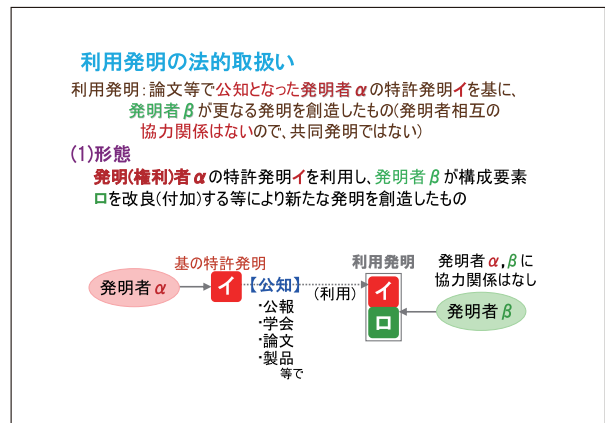 利用発明の法的取扱い
利用発明：論文等で公知となった発明者αの特許発明イを基に、
発明者βが更なる発明を創造したもの(発明者相互の
協力関係はないので、共同発明ではない)
(1)形態
発明(権利)者αの特許発明イを利用し、発明者βが構成要素
ロを改良(付加)する等により新たな発明を創造したもの
基の特許発明
発明者α
イ
【公知】
・公報
・学会
・論文
・製品
等で
(利用)
利用発明
イ
ロ
発明者α,βに
協力関係はなし
発明者β